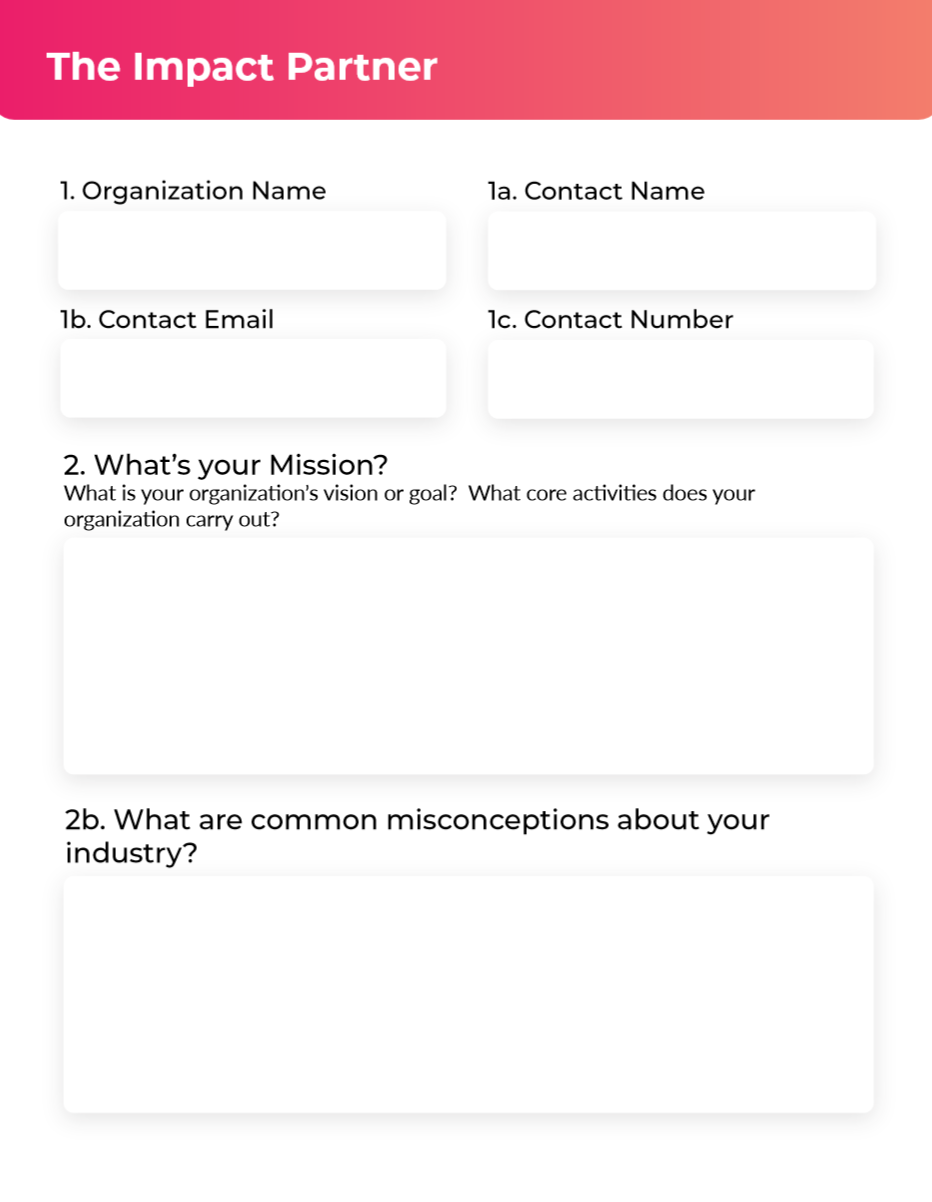 The Impact Partner
1. Organization Name
1a. Contact Name
1b. Contact Email
1c. Contact Number
2. What’s your Mission?
What is your organization’s vision or goal?  What core activities does your
organization carry out?
2b. What are common misconceptions about your
industry?